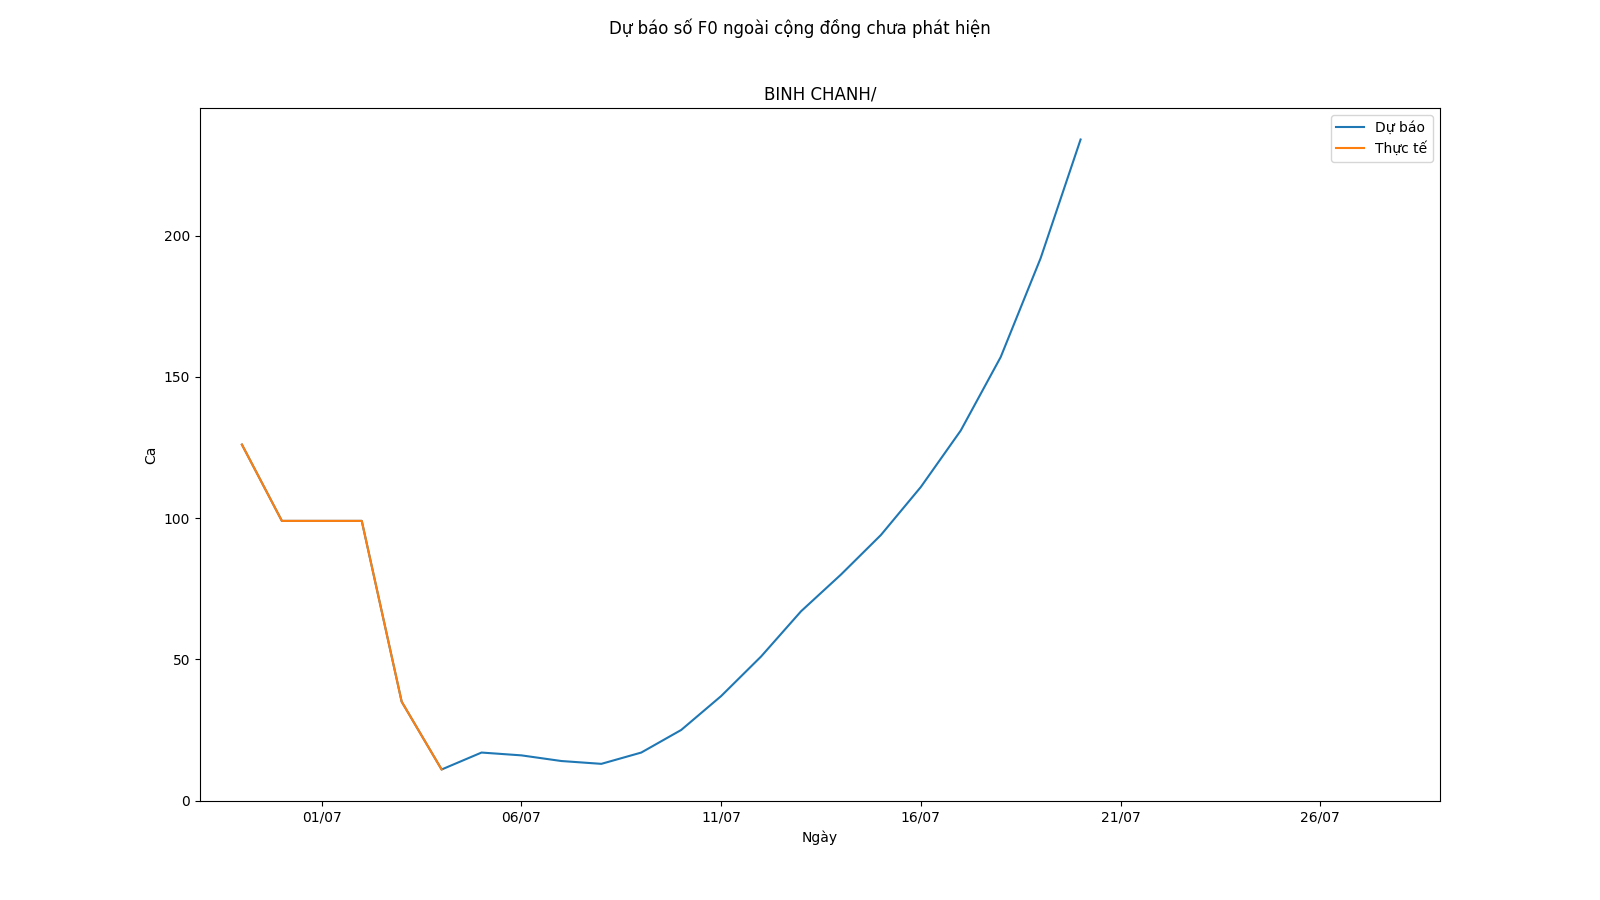 Dự báo số F0 ngoài cộng đồng chưa phát hiện
BINH CHANH/
Dự báo
Thực tế
200
150
100
50
0
Ca
01/07 06/07 11/07 16/07 21/07 26/07
Ngày